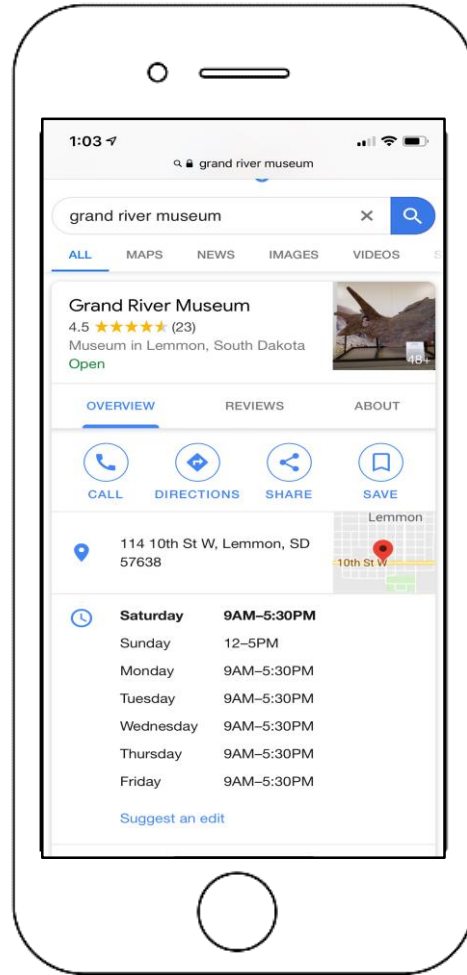 1:03
grand river museum
grand river museum
ALL MAPS NEWS IMAGES VIDEOS S
Grand River Museum
4.5 (23)
Museum in Lemmon, South Dakota
Open
48+
OVERVIEW REVIEWS ABOUT
CALL DIRECTIONS SHARE SAVE
114 10th St W, Lemmon, SD
57638
Lemmon
10th St W
Saturday 9AM–5:30PM
Sunday 12–5PM
Monday 9AM–5:30PM
Tuesday 9AM–5:30PM
Wednesday 9AM–5:30PM
Thursday 9AM–5:30PM
Friday 9AM–5:30PM
Suggest an edit